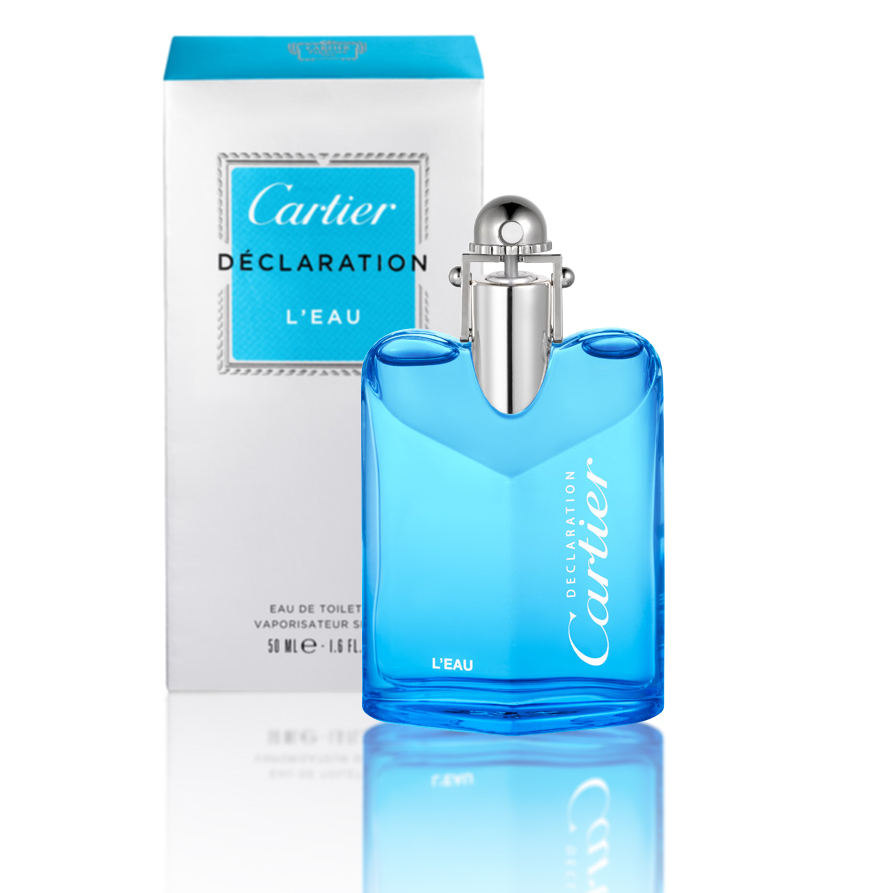 Cartier
DÉCLARATION
L'EAU
EAU DE TOILET
VAPORISATEUR S
50 ML e - 1.6 FL.
DECLARATION
Cartier
L'EAU